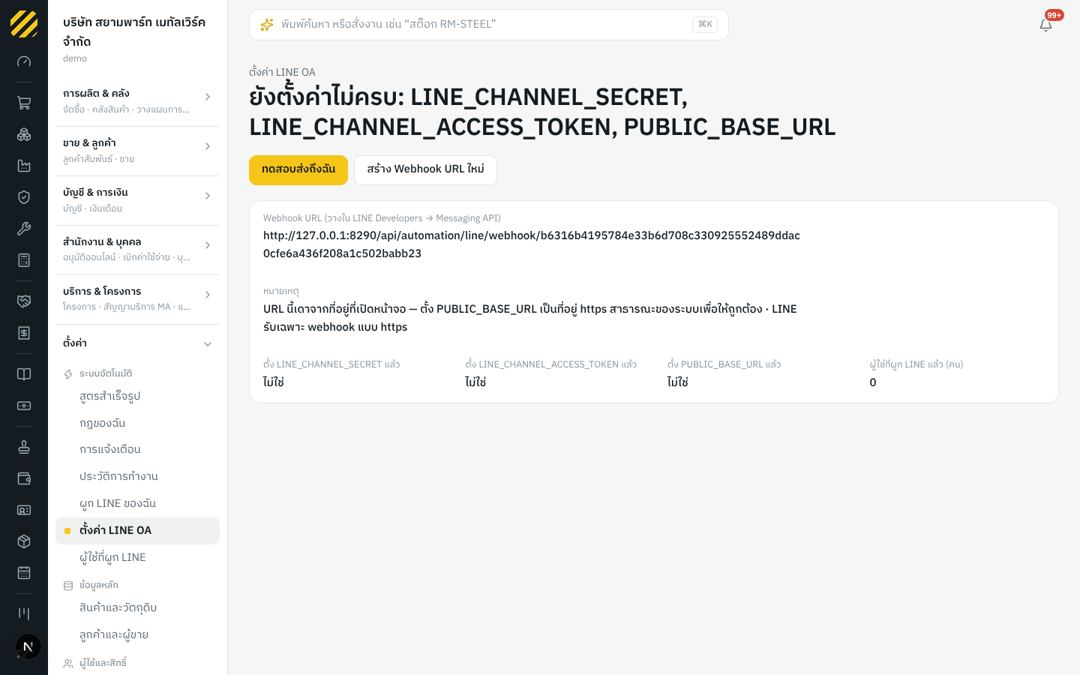 บริษัท สยามพาร์ท เมทัลเวิร์ค
จำกัด
demo
การผลิต & คลัง
จัดซื้อ · คลังสินค้า · วางแผนการ...
ขาย & ลูกค้า
ลูกค้าสัมพันธ์ · ขาย
บัญชี & การเงิน
บัญชี · เงินเดือน
สำนักงาน & บุคคล
อนุมัติออนไลน์ · เบิกค่าใช้จ่าย · บุ...
บริการ & โครงการ
โครงการ · สัญญาบริการ MA · แ...
ตั้งค่า
ระบบอัตโนมัติ
สูตรสำเร็จรูป
กฎของฉัน
การแจ้งเตือน
ประวัติการทำงาน
ผูก LINE ของฉัน
ตั้งค่า LINE OA
ผู้ใช้ที่ผูก LINE
ข้อมูลหลัก
สินค้าและวัตถุดิบ
ลูกค้าและผู้ขาย
ผู้ใช้และสิทธิ์
N
พิมพ์ค้นหา หรือสั่งงาน เช่น “สต็อก RM-STEEL”
⌘K
99+
ตั้งค่า LINE OA
ยังตั้งค่าไม่ครบ: LINE_CHANNEL_SECRET,
LINE_CHANNEL_ACCESS_TOKEN, PUBLIC_BASE_URL
ทดสอบส่งถึงฉัน
สร้าง Webhook URL ใหม่
Webhook URL (วางใน LINE Developers → Messaging API)
http://127.0.0.1:8290/api/automation/line/webhook/b6316b4195784e33b6d708c330925552489ddac
0cfe6a436f208a1c502babb23
หมายเหตุ
URL นี้เดาจากที่อยู่ที่เปิดหน้าจอ — ตั้ง PUBLIC_BASE_URL เป็นที่อยู่ https สาธารณะของระบบเพื่อให้ถูกต้อง · LINE
รับเฉพาะ webhook แบบ https
ตั้ง LINE_CHANNEL_SECRET แล้ว
ไม่ใช่
ตั้ง LINE_CHANNEL_ACCESS_TOKEN แล้ว
ไม่ใช่
ตั้ง PUBLIC_BASE_URL แล้ว
ไม่ใช่
ผู้ใช้ที่ผูก LINE แล้ว (คน)
0